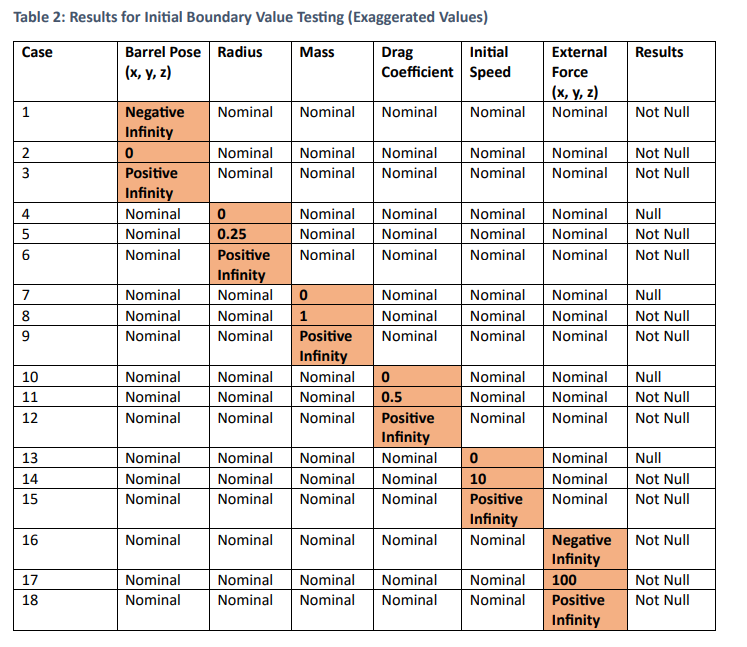 Table 2: Results for Initial Boundary Value Testing (Exaggerated Values)
Case Barrel Pose (x, y, z) Radius Mass Drag Coefficient Initial Speed External Force (x, y, z) Results
1 Negative Infinity Nominal Nominal Nominal Nominal Nominal Not Null
2 0 Nominal Nominal Nominal Nominal Nominal Not Null
3 Positive Infinity Nominal Nominal Nominal Nominal Nominal Not Null
4 Nominal 0 Nominal Nominal Nominal Nominal Null
5 Nominal 0.25 Nominal Nominal Nominal Nominal Not Null
6 Nominal Positive Infinity Nominal Nominal Nominal Nominal Not Null
7 Nominal Nominal 0 Nominal Nominal Nominal Null
8 Nominal Nominal 1 Nominal Nominal Nominal Not Null
9 Nominal Nominal Positive Infinity Nominal Nominal Nominal Not Null
10 Nominal Nominal Nominal 0 Nominal Nominal Null
11 Nominal Nominal Nominal 0.5 Nominal Nominal Not Null
12 Nominal Nominal Nominal Positive Infinity Nominal Nominal Not Null
13 Nominal Nominal Nominal Nominal 0 Nominal Null
14 Nominal Nominal Nominal Nominal 10 Nominal Not Null
15 Nominal Nominal Nominal Nominal Positive Infinity Nominal Not Null
16 Nominal Nominal Nominal Nominal Nominal Negative Infinity Not Null
17 Nominal Nominal Nominal Nominal Nominal 100 Not Null
18 Nominal Nominal Nominal Nominal Nominal Positive Infinity Not Null